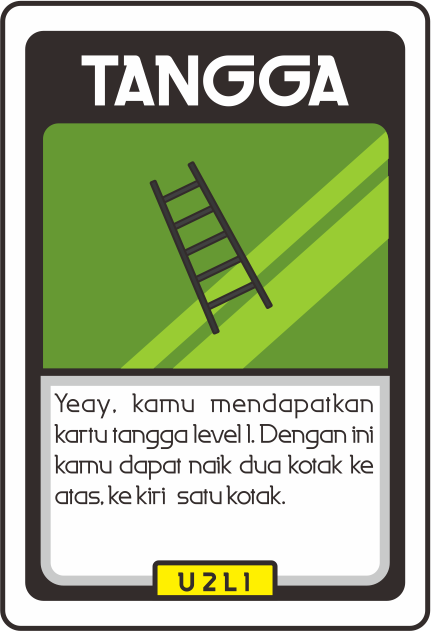 TANGGA
Yeay, kamu mendapatkan
kartu tangga level 1. Dengan ini
kamu dapat naik dua kotak ke
atas, ke kiri satu kotak.
U2L1